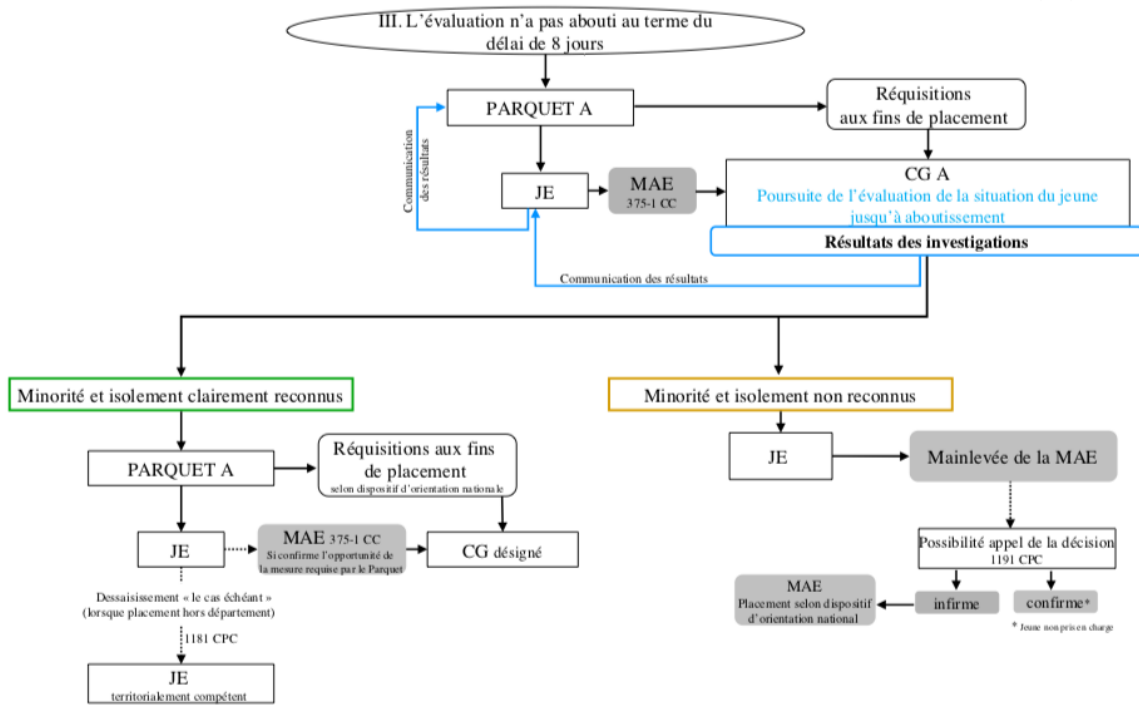 III. L'évaluation n'a pas abouti au terme du
délai de 8 jours
PARQUET A
Réquisitions
aux fins de placement
Communication
des résultats
JE
MAE
375-1 CC
CG A
Poursuite de l'évaluation de la situation du jeune
jusqu'à aboutissement
Résultats des investigations
Communication des résultats
Minorité et isolement clairement reconnus
Minorité et isolement non reconnus
PARQUET A
Réquisitions aux fins
de placement
selon dispositif d'orientation nationale
JE
MAE 375-1 CC
Si confirme l'opportunité de
la mesure requise par le Parquet
CG désigné
Dessaisissement « le cas échéant »
(lorsque placement hors département)
1181 CPC
JE
territorialement compétent
JE
Mainlevée de la MAE
Possibilité appel de la décision
1191 CPC
MAE
Placement selon dispositif
d'orientation national
infirme
confirme*
* Jeune non pris en charge